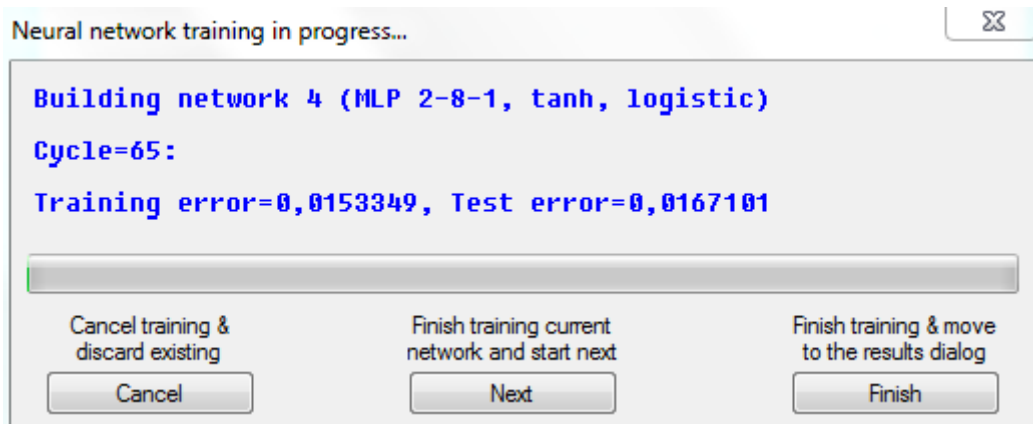 Neural network training in progress...
Building network 4 (MLP 2-8-1, tanh, logistic)
Cycle=65:
Training error=0,0153349, Test error=0,0167101
Cancel training &
discard existing
Cancel
Finish training current
network and start next
Next
Finish training & move
to the results dialog
Finish